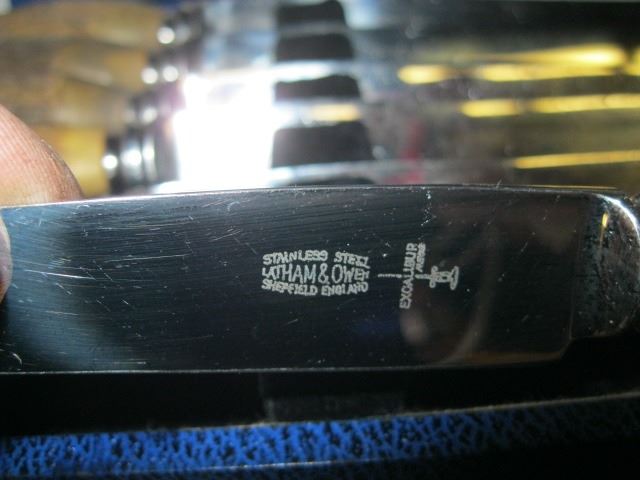 STAINLESS STEEL
LATHAM & OWEN
SHEFFIELD ENGLAND
EXCALIBUR